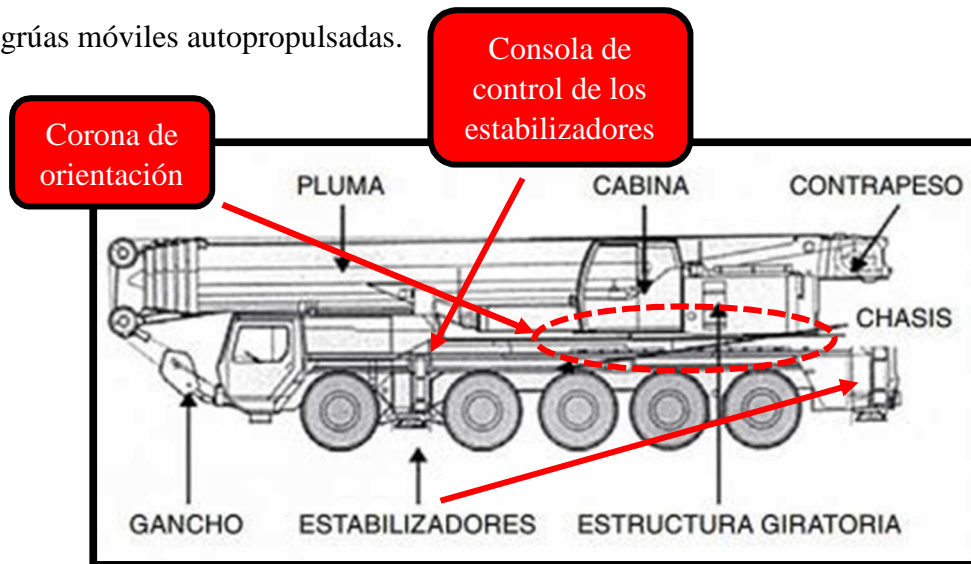 grúas móviles autopropulsadas.
Consola de
control de los
estabilizadores
Corona de
orientación
PLUMA
CABINA
CONTRAPESO
CHASIS
GANCHO
ESTABILIZADORES
ESTRUCTURA GIRATORIA